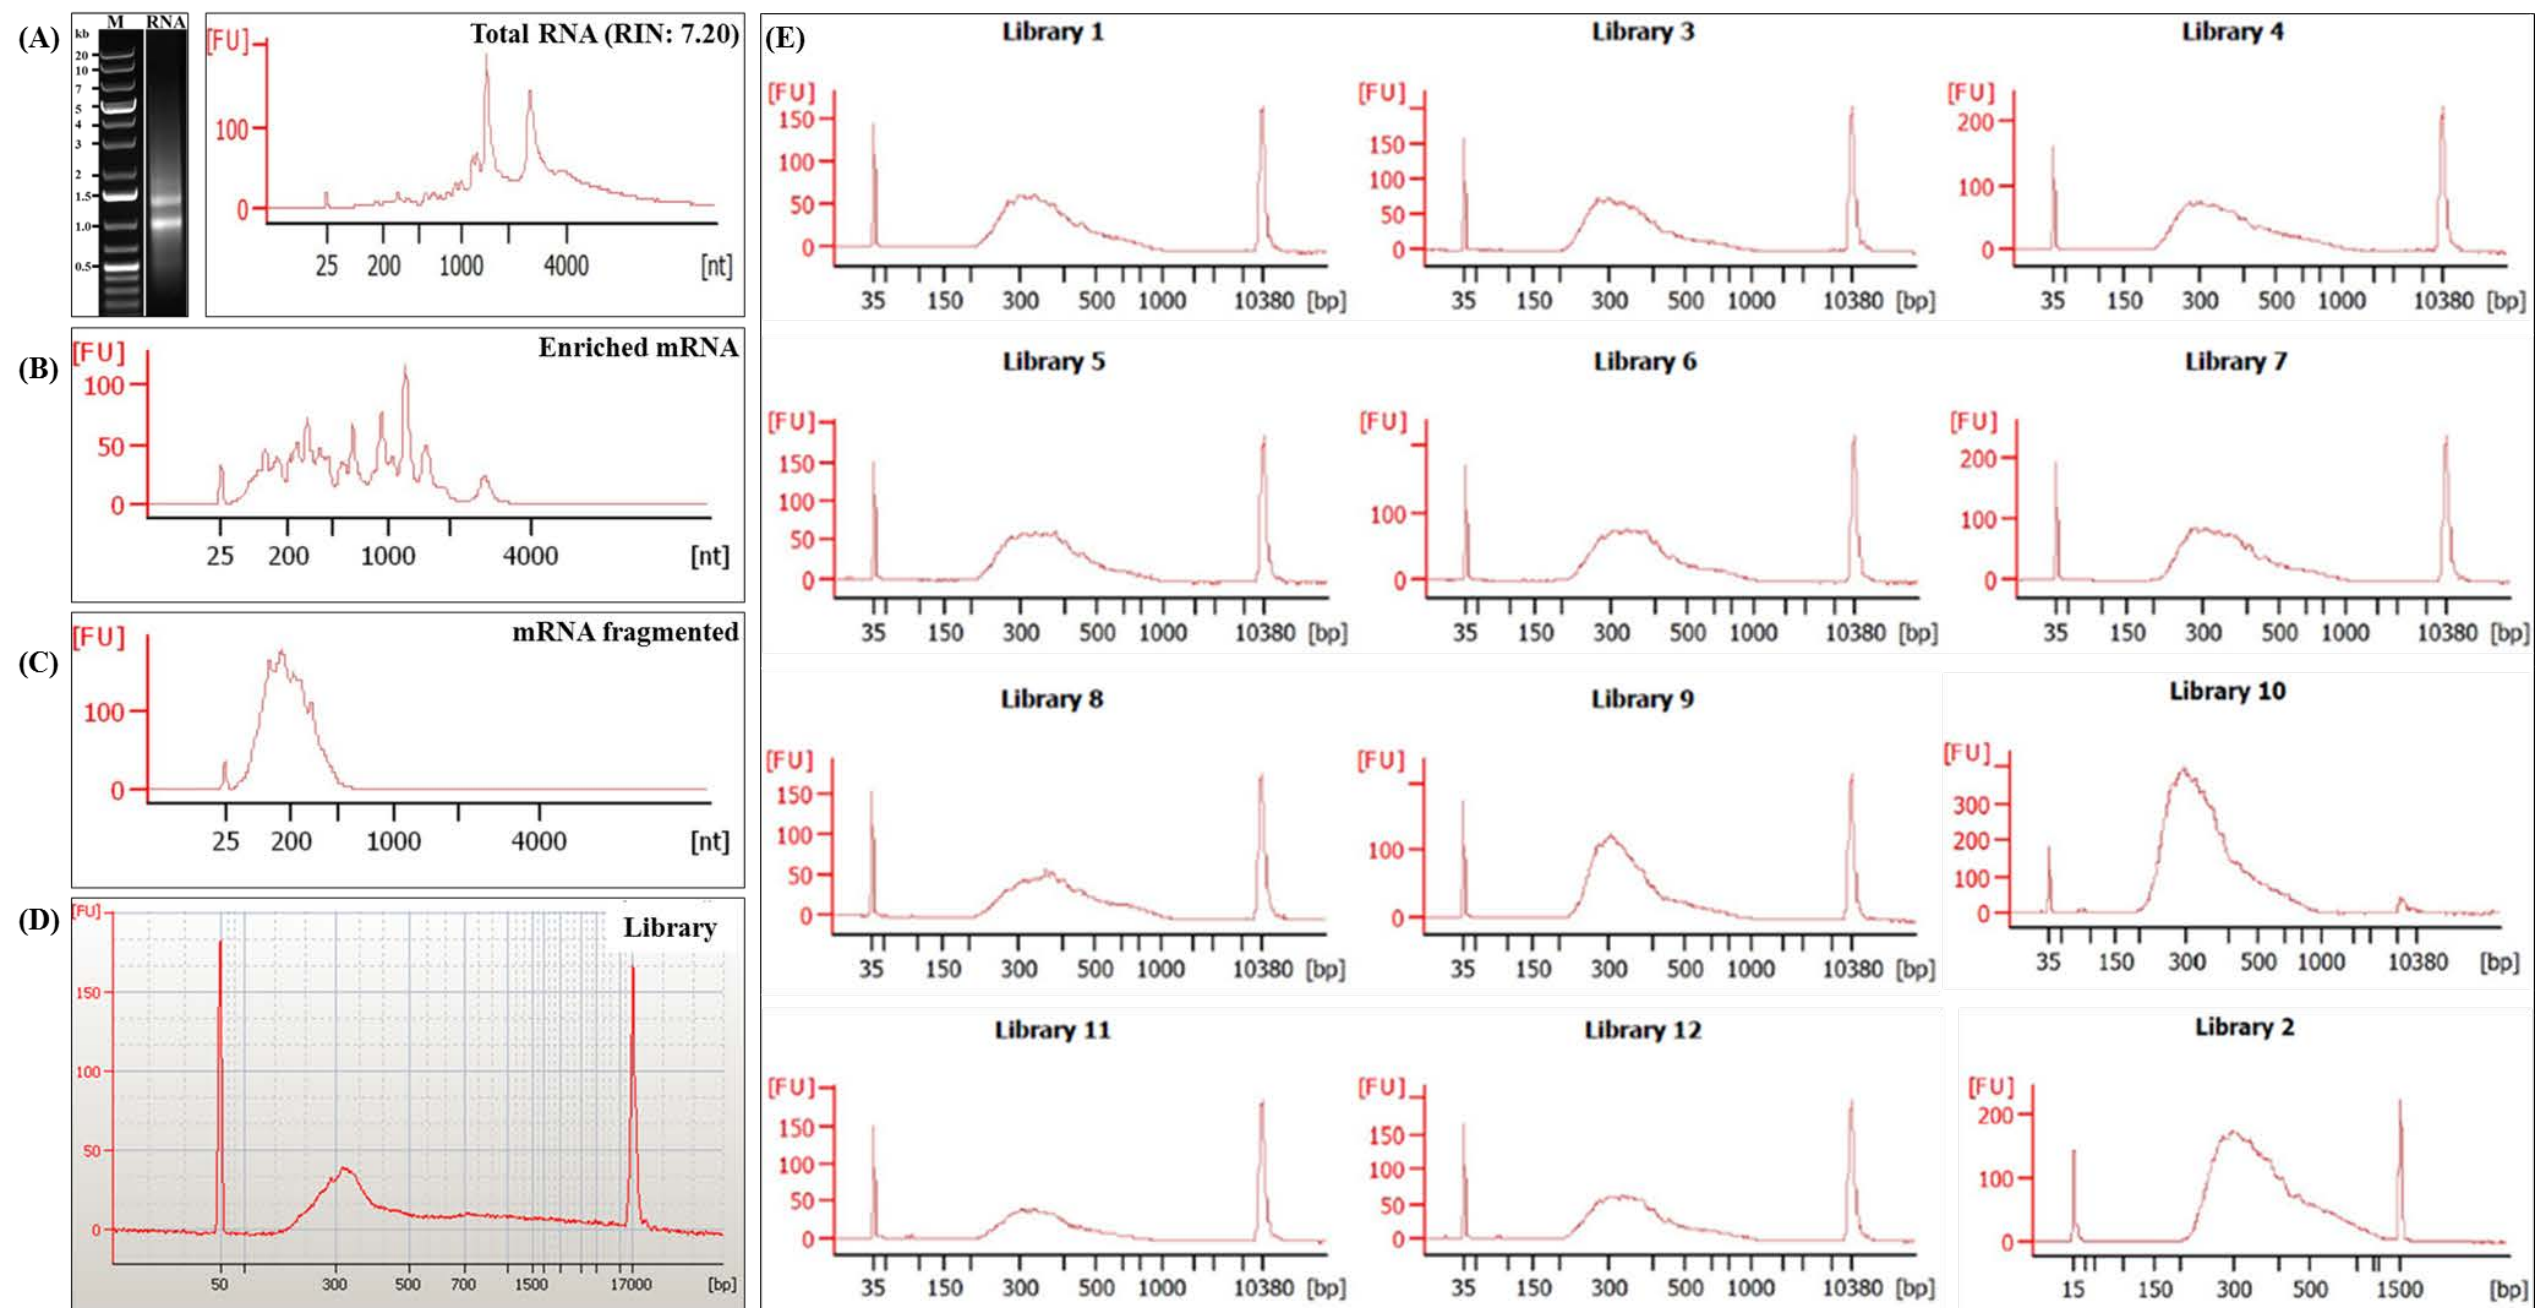 (A)
M RNA
kb
20
10
7
5
4
3
2
1.5
1.0
0.5
Total RNA (RIN: 7.20)
[FU]
100
0
25 200 1000 4000 [nt]
(B)
Enriched mRNA
[FU]
100
50
0
25 200 1000 4000 [nt]
(C)
mRNA fragmented
[FU]
100
0
25 200 1000 4000 [nt]
(D)
Library
[FU]
150
100
50
0
50 300 500 700 1500 17000 [bp]
(E)
Library 1
[FU]
150
100
50
0
35 150 300 500 1000 10380 [bp]
Library 3
[FU]
150
100
50
0
35 150 300 500 1000 10380 [bp]
Library 4
[FU]
200
100
0
35 150 300 500 1000 10380 [bp]
Library 5
[FU]
150
100
50
0
35 150 300 500 1000 10380 [bp]
Library 6
[FU]
100
0
35 150 300 500 1000 10380 [bp]
Library 7
[FU]
200
100
0
35 150 300 500 1000 10380 [bp]
Library 8
[FU]
150
100
50
0
35 150 300 500 1000 10380 [bp]
Library 9
[FU]
100
0
35 150 300 500 1000 10380 [bp]
Library 10
[FU]
300
200
100
0
35 150 300 500 1000 10380 [bp]
Library 11
[FU]
150
100
50
0
35 150 300 500 1000 10380 [bp]
Library 12
[FU]
150
100
50
0
35 150 300 500 1000 10380 [bp]
Library 2
[FU]
200
100
0
15 150 300 500 1500 [bp]